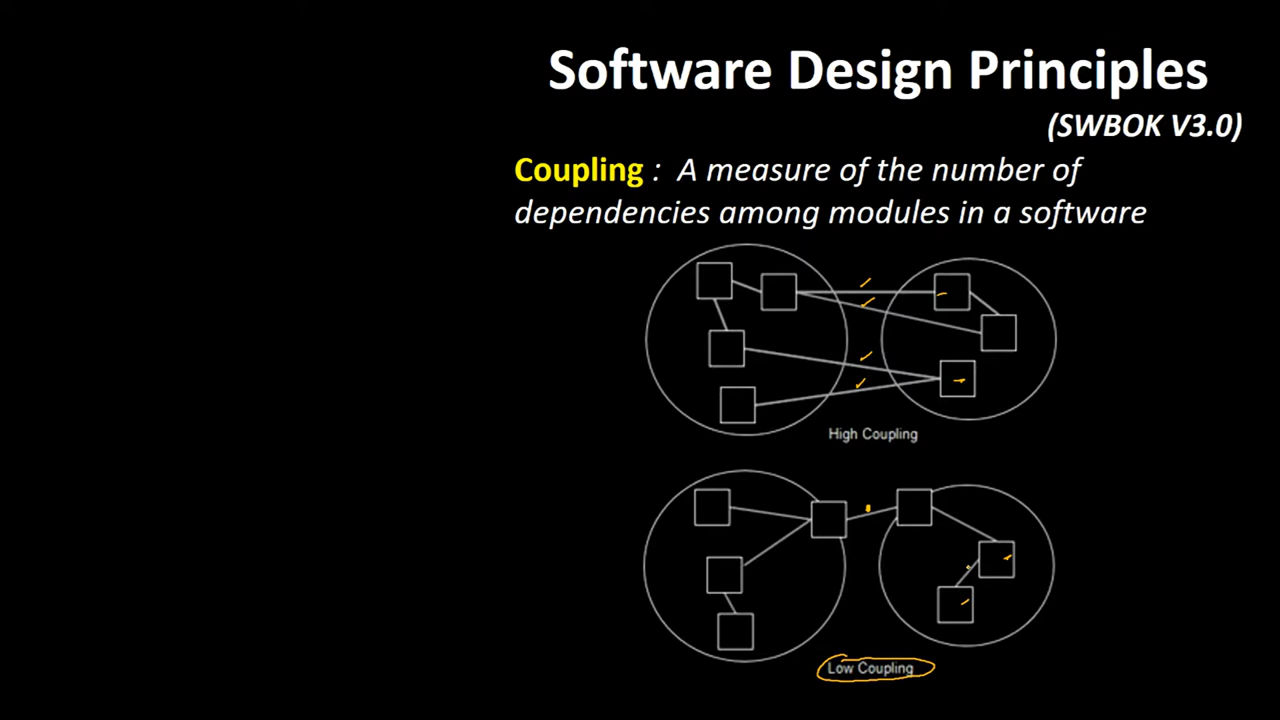 Software Design Principles
(SWBOK V3.0)
Coupling : A measure of the number of
dependencies among modules in a software
High Coupling
Low Coupling